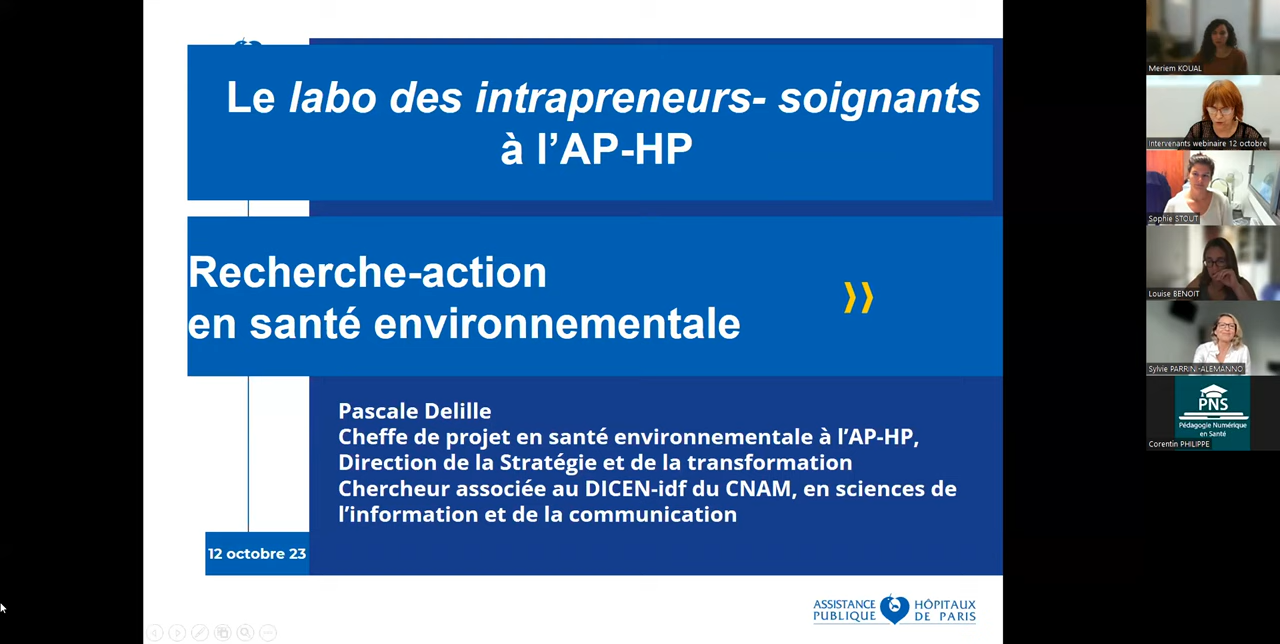 Le labo des intrapreneurs- soignants
à l'AP-HP
Recherche-action
en santé environnementale
Pascale Delille
Cheffe de projet en santé environnementale à l'AP-HP,
Direction de la Stratégie et de la transformation
Chercheur associée au DICEN-idf du CNAM, en sciences de
l'information et de la communication
12 octobre 23
ASSISTANCE HÔPITAUX
PUBLIQUE DE PARIS
Meriem KOUAL
Intervenants webinaire 12 octobre
Sophie STOUT
Louise BENOIT
Sylvie PARRINI-ALEMANNO
PNS
Pédagogie Numérique
en Santé
Corentin PHILIPPE